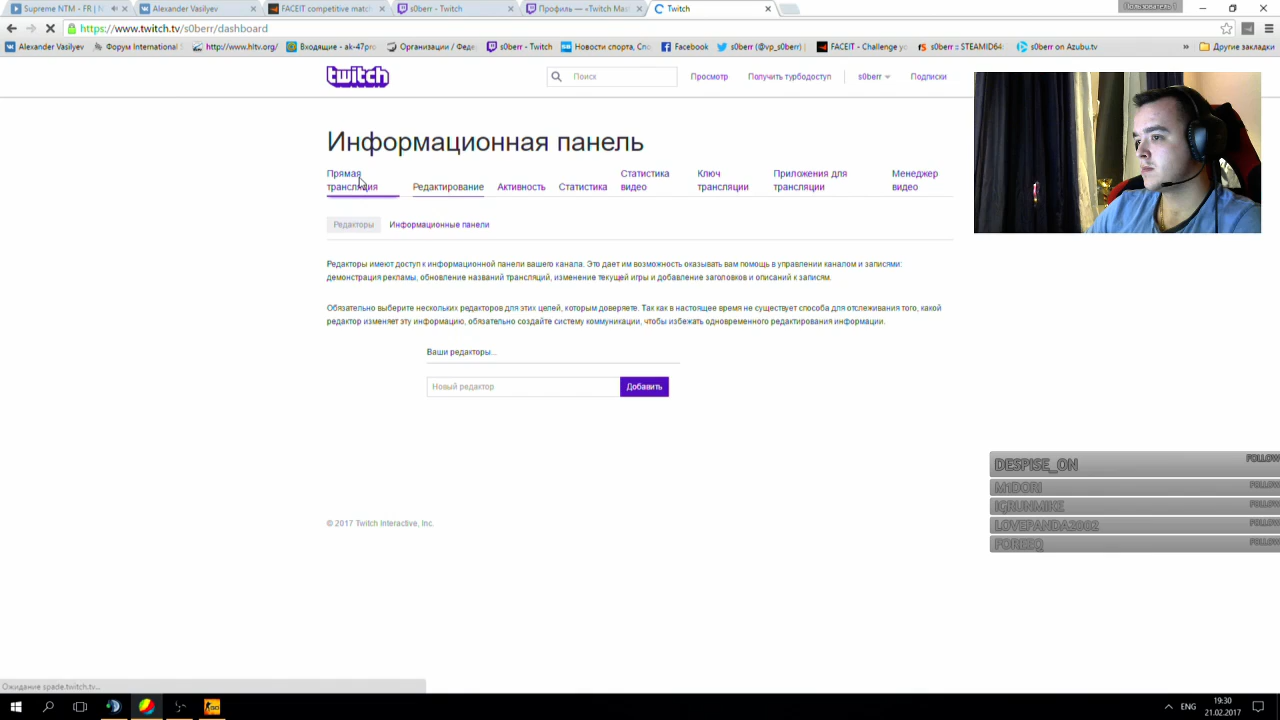 Supreme NTM - FR | N
Alexander Vasilyev
FACEIT competitive matc
s0berr - Twitch
Профиль — «Twitch Ma
Twitch
Пользователь 1
https://www.twitch.tv/s0berr/dashboard
Alexander Vasilyev
Форум International
http://www.hltv.org/
Входящие - ak-47pro
Организации / Феде
s0berr - Twitch
Новости спорта, Спо
Facebook
s0berr (@vp_s0berr)
FACEIT - Challenge yo
s0berr :: STEAMID64:
s0berr on Azubu.tv
»
Другие закладки
twitch
Поиск
Просмотр
Получить турбодоступ
s0berr
Подписки
Информационная панель
Прямая трансляция
Редактирование
Активность
Статистика
Статистика видео
Ключ трансляции
Приложения для трансляции
Менеджер видео
Редакторы
Информационные панели
Редакторы имеют доступ к информационной панели вашего канала. Это дает им возможность оказывать вам помощь в управлении каналом и записями:
демонстрация рекламы, обновление названий трансляций, изменение текущей игры и добавление заголовков и описаний к записям.
Обязательно выберите нескольких редакторов для этих целей, которым доверяете. Так как в настоящее время не существует способа для отслеживания того, какой
редактор изменяет эту информацию, обязательно создайте систему коммуникации, чтобы избежать одновременного редактирования информации.
Ваши редакторы...
Новый редактор
Добавить
DESPISE_ON FOLLOW
M1DORI FOLLOW
IGRUNMIKE FOLLOW
LOVEPANDA2002 FOLLOW
FOREIQ FOLLOW
© 2017 Twitch Interactive, Inc.
Ожидание spade.twitch.tv...
ENG
19:30
21.02.2017